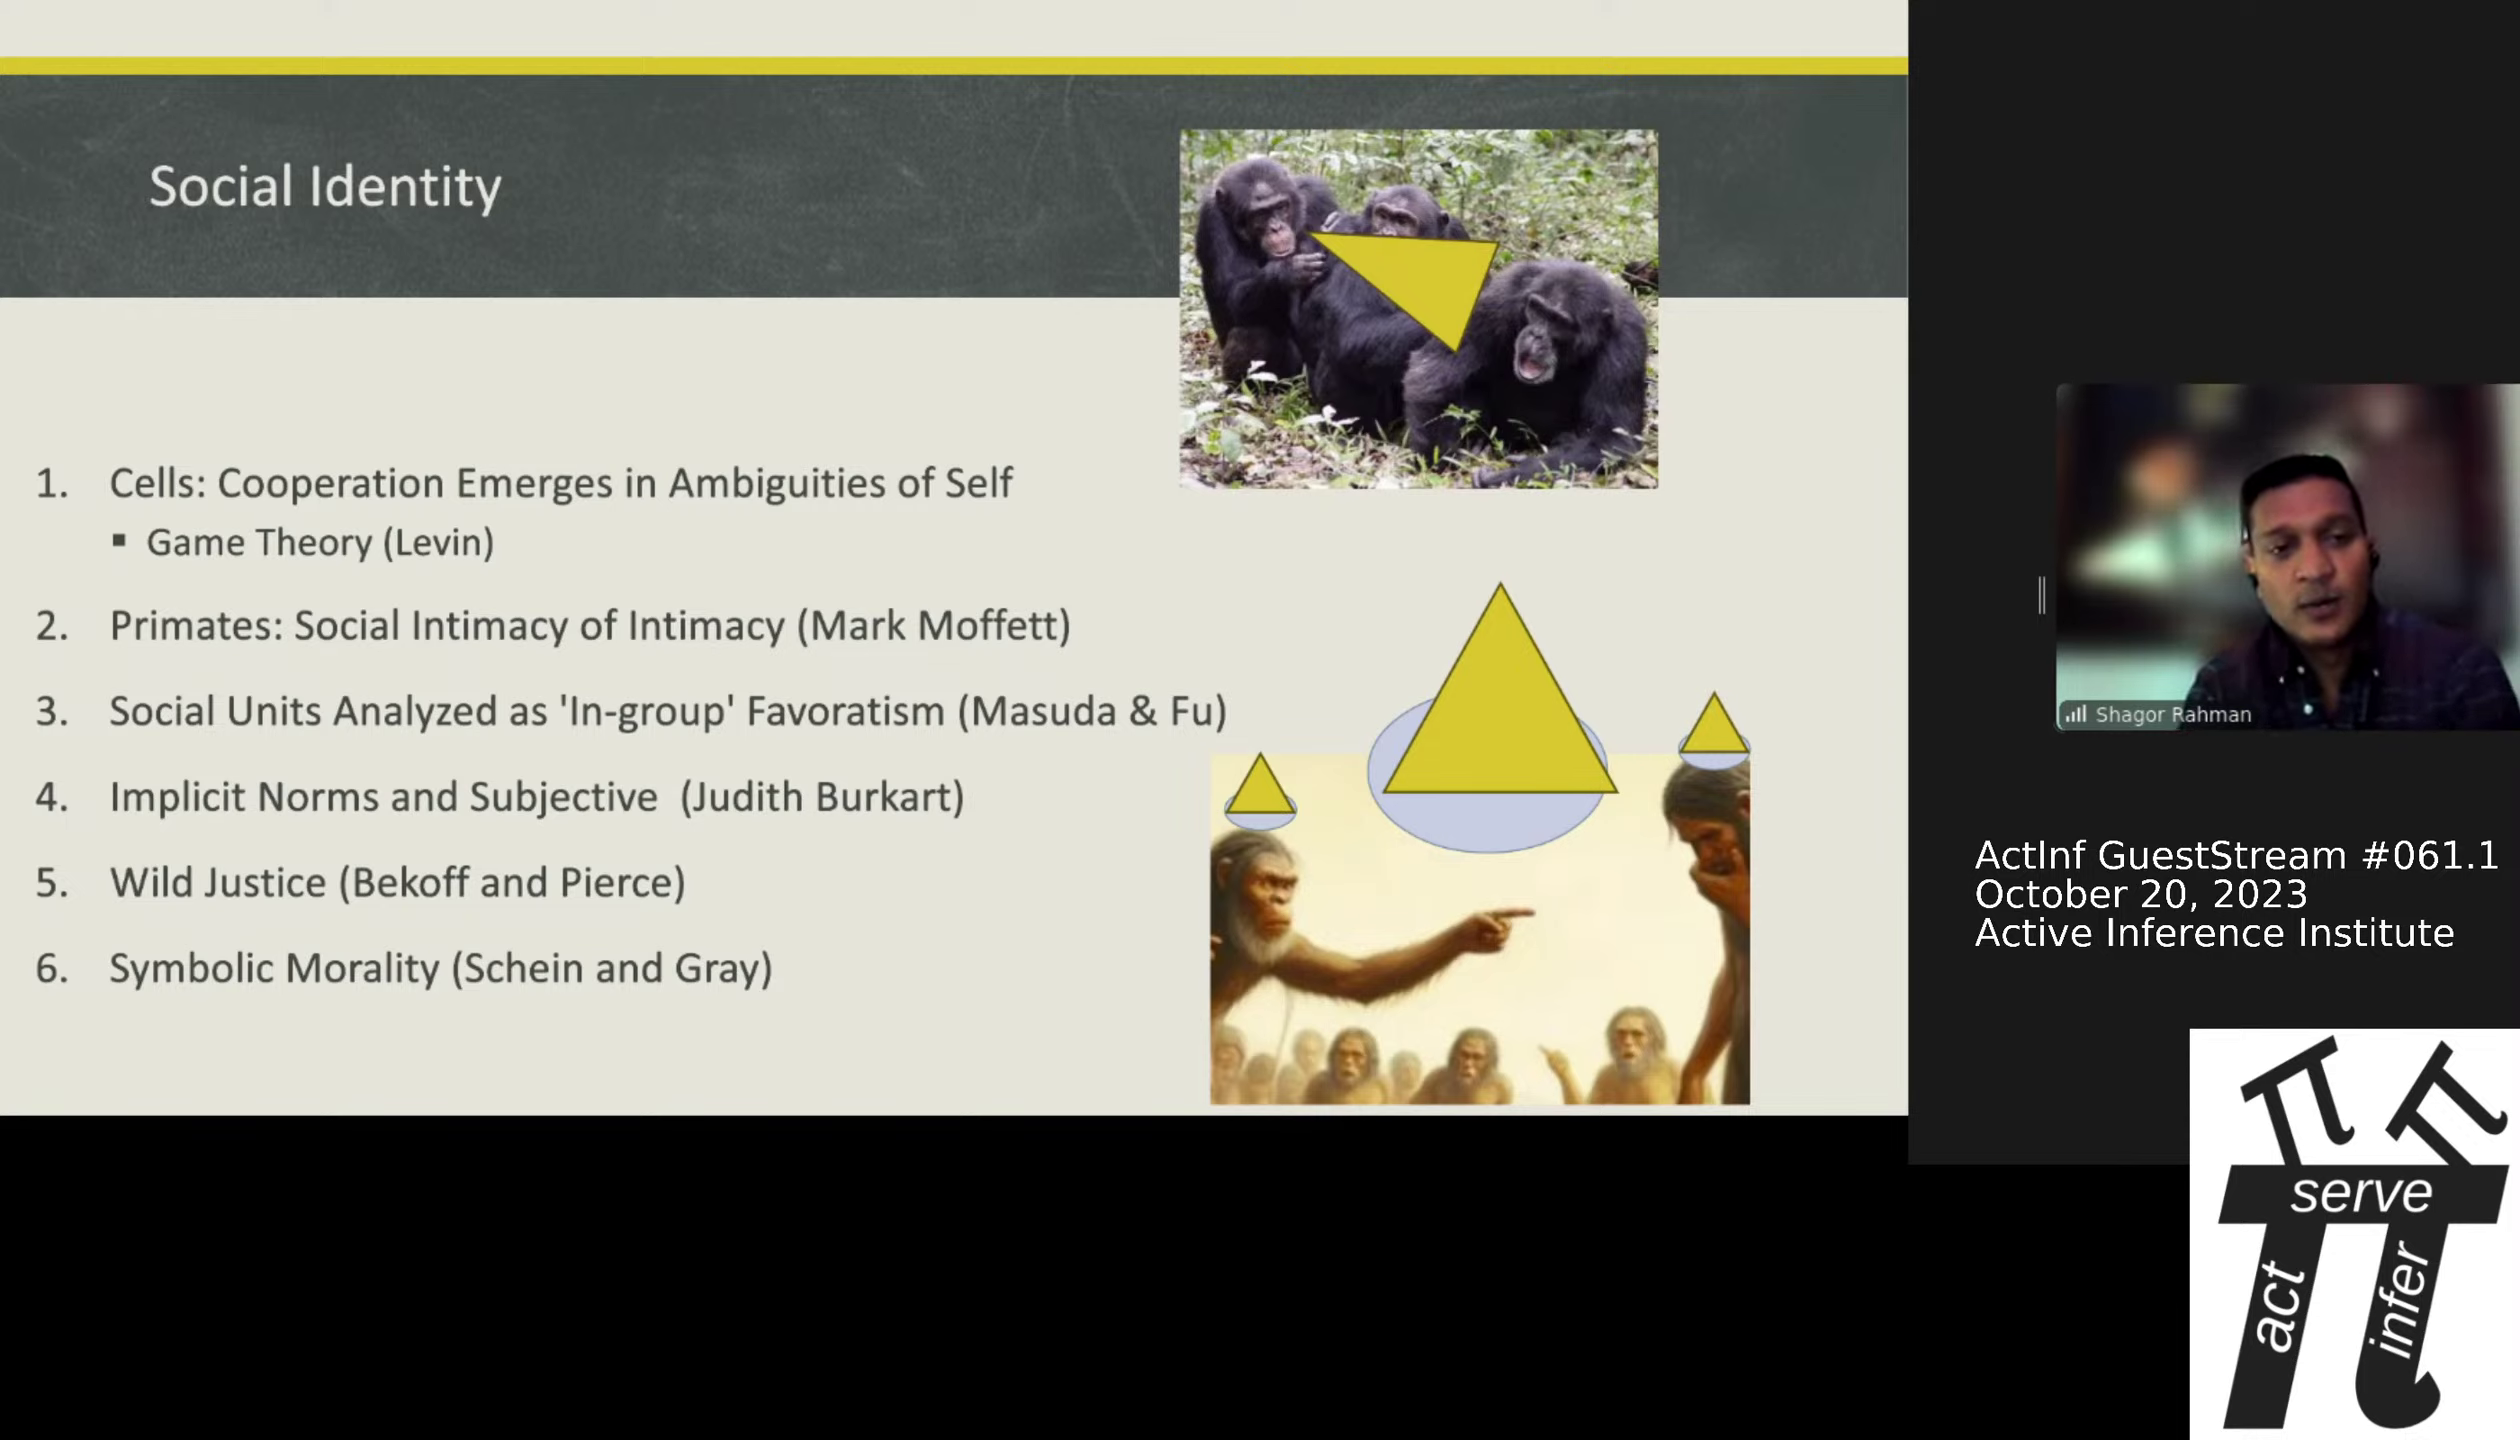 Social Identity
1. Cells: Cooperation Emerges in Ambiguities of Self
▪ Game Theory (Levin)
2. Primates: Social Intimacy of Intimacy (Mark Moffett)
3. Social Units Analyzed as 'In-group' Favoratism (Masuda & Fu)
4. Implicit Norms and Subjective (Judith Burkart)
5. Wild Justice (Bekoff and Pierce)
6. Symbolic Morality (Schein and Gray)
Shagor Rahman
ActInf GuestStream #061.1
October 20, 2023
Active Inference Institute
serve
act
infer